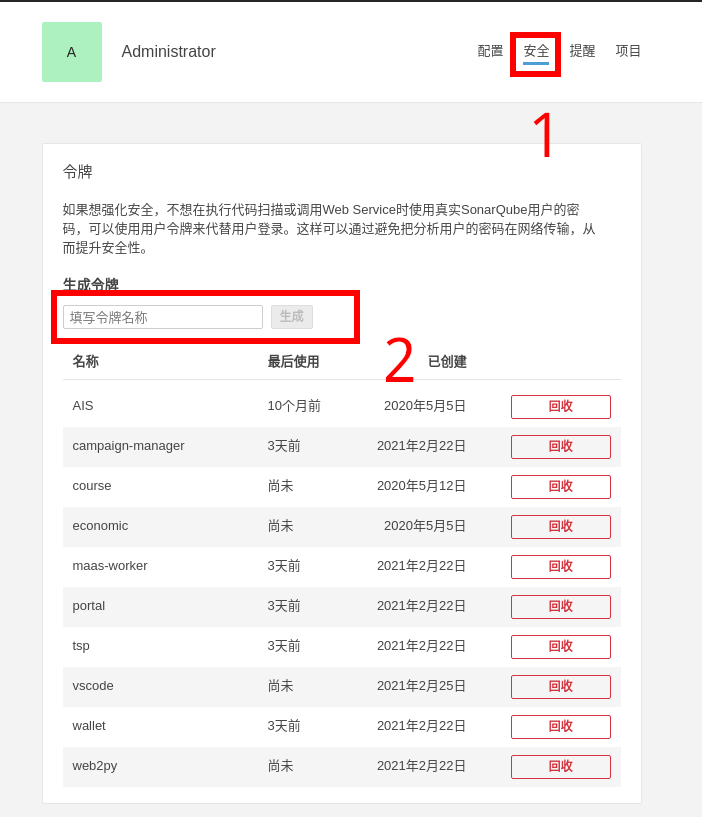 A
Administrator
配置 安全 提醒 项目
1
令牌
如果想强化安全，不想在执行代码扫描或调用Web Service时使用真实SonarQube用户的密
码，可以使用用户令牌来代替用户登录。这样可以通过避免把分析用户的密码在网络传输，从
而提升安全性。
生成令牌
填写令牌名称 生成
2
名称 最后使用 已创建
AIS 10个月前 2020年5月5日 回收
campaign-manager 3天前 2021年2月22日 回收
course 尚未 2020年5月12日 回收
economic 尚未 2020年5月5日 回收
maas-worker 3天前 2021年2月22日 回收
portal 3天前 2021年2月22日 回收
tsp 3天前 2021年2月22日 回收
vscode 尚未 2021年2月25日 回收
wallet 3天前 2021年2月22日 回收
web2py 尚未 2021年2月22日 回收